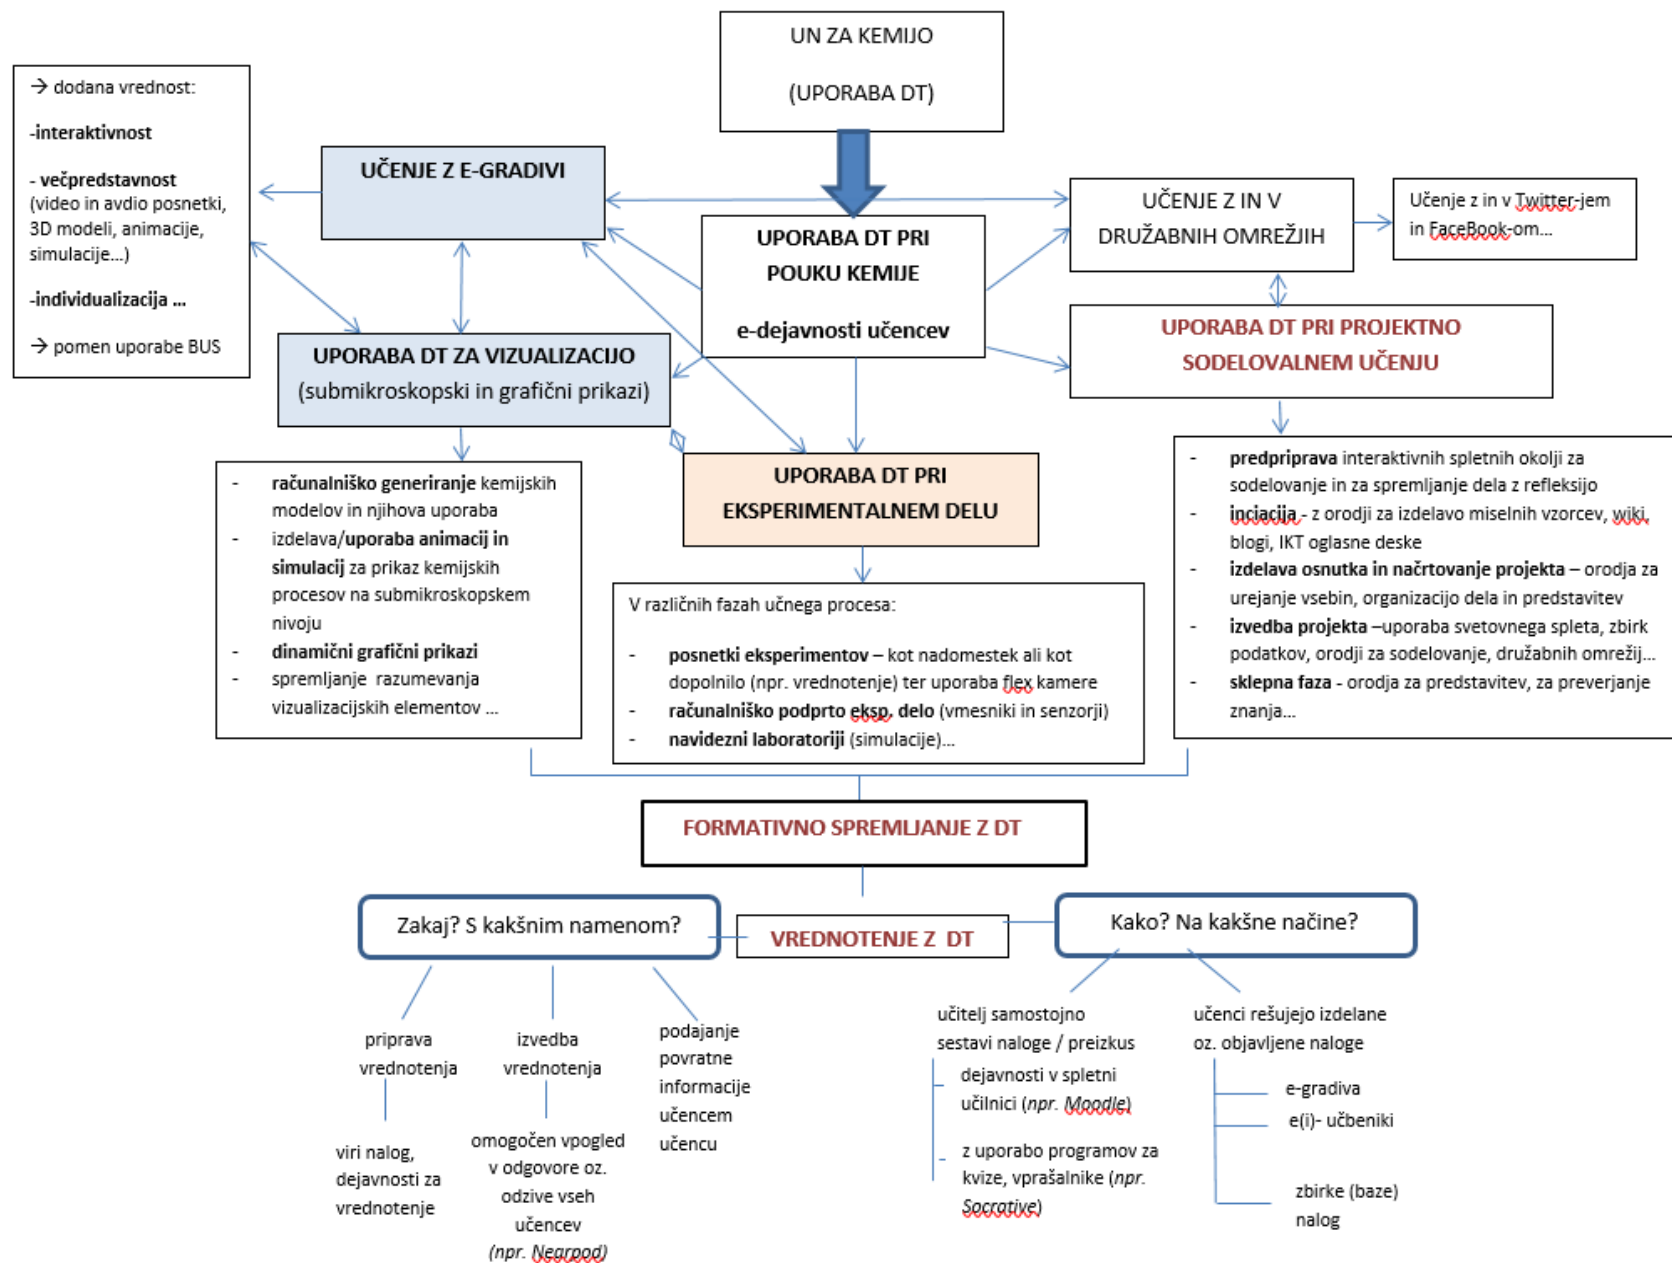 UN ZA KEMIJO
(UPORABA DT)
→ dodana vrednost:
-interaktivnost
- večpredstavnost
(video in avdio posnetki,
3D modeli, animacije,
simulacije...)
-individualizacija ...
→ pomen uporabe BUS
UČENJE Z E-GRADIVI
UPORABA DT PRI
POUKU KEMIJE
e-dejavnosti učencev
UČENJE Z IN V
DRUŽABNIH OMREŽJIH
Učenje z in v Twitter-jem
in FaceBook-om...
UPORABA DT ZA VIZUALIZACIJO
(submikroskopski in grafični prikazi)
UPORABA DT PRI PROJEKTNO
SODELOVALNEM UČENJU
UPORABA DT PRI
EKSPERIMENTALNEM DELU
- računalniško generiranje kemijskih
modelov in njihova uporaba
- izdelava/uporaba animacij in
simulacij za prikaz kemijskih
procesov na submikroskopskem
nivoju
- dinamični grafični prikazi
- spremljanje razumevanja
vizualizacijskih elementov ...
V različnih fazah učnega procesa:
- posnetki eksperimentov – kot nadomestek ali kot
dopolnilo (npr. vrednotenje) ter uporaba flex kamere
- računalniško podprto eksp. delo (vmesniki in senzorji)
- navidezni laboratoriji (simulacije)...
- predpriprava interaktivnih spletnih okolji za
sodelovanje in za spremljanje dela z refleksijo
- inciacija - z orodji za izdelavo miselnih vzorcev, wiki,
blogi, IKT oglasne deske
- izdelava osnutka in načrtovanje projekta – orodja za
urejanje vsebin, organizacijo dela in predstavitev
- izvedba projekta –uporaba svetovnega spleta, zbirk
podatkov, orodji za sodelovanje, družabnih omrežij...
- sklepna faza - orodja za predstavitev, za preverjanje
znanja...
FORMATIVNO SPREMLJANJE Z DT
Zakaj? S kakšnim namenom?
VREDNOTENJE Z DT
Kako? Na kakšne načine?
priprava
vrednotenja
viri nalog,
dejavnosti za
vrednotenje
izvedba
vrednotenja
omogočen vpogled
v odgovore oz.
odzive vseh
učencev
(npr. Nearpod)
podajanje
povratne
informacije
učencem
učencu
učitelj samostojno
sestavi naloge / preizkus
dejavnosti v spletni
učilnici (npr. Moodle)
z uporabo programov za
kvize, vprašalnike (npr.
Socrative)
učenci rešujejo izdelane
oz. objavljene naloge
e-gradiva
e(i)- učbeniki
zbirke (baze)
nalog